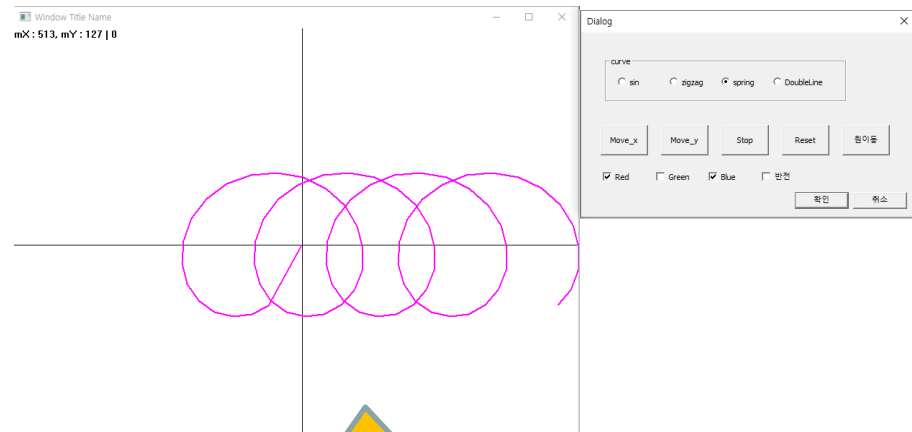 Window Title Name
mX : 513, mY : 127 | 0
Dialog
curve
sin zigzag spring DoubleLine
Move_x Move_y Stop Reset 원이동
Red Green Blue 반전
확인 취소